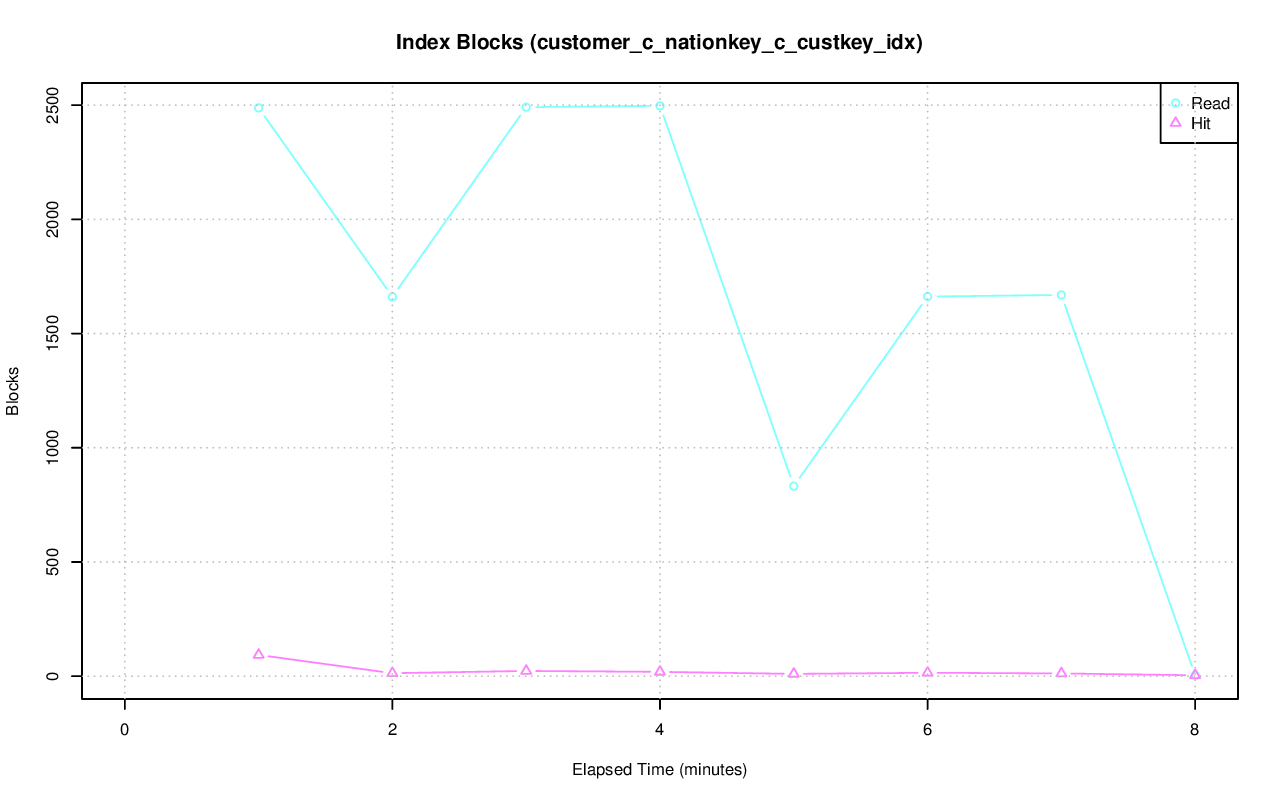 Index Blocks (customer_c_nationkey_c_custkey_idx)
Read
Hit
2500
2000
1500
1000
500
0
Blocks
0 2 4 6 8
Elapsed Time (minutes)